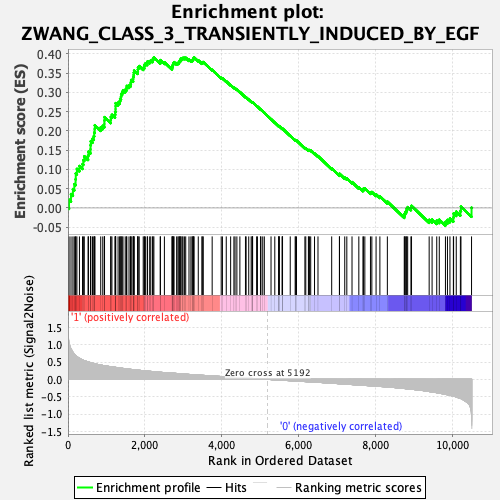 Enrichment plot:
ZWANG_CLASS_3_TRANSIENTLY_INDUCED_BY_EGF
Enrichment score (ES)
0.40
0.35
0.30
0.25
0.20
0.15
0.10
0.05
0.00
-0.05
'1' (positively correlated)
Ranked list metric (Signal2Noise)
1.5
1.0
0.5
0.0
-0.5
-1.0
-1.5
Zero cross at 5192
'0' (negatively correlated)
0 2,000 4,000 6,000 8,000 10,000
Rank in Ordered Dataset
Enrichment profile Hits Ranking metric scores